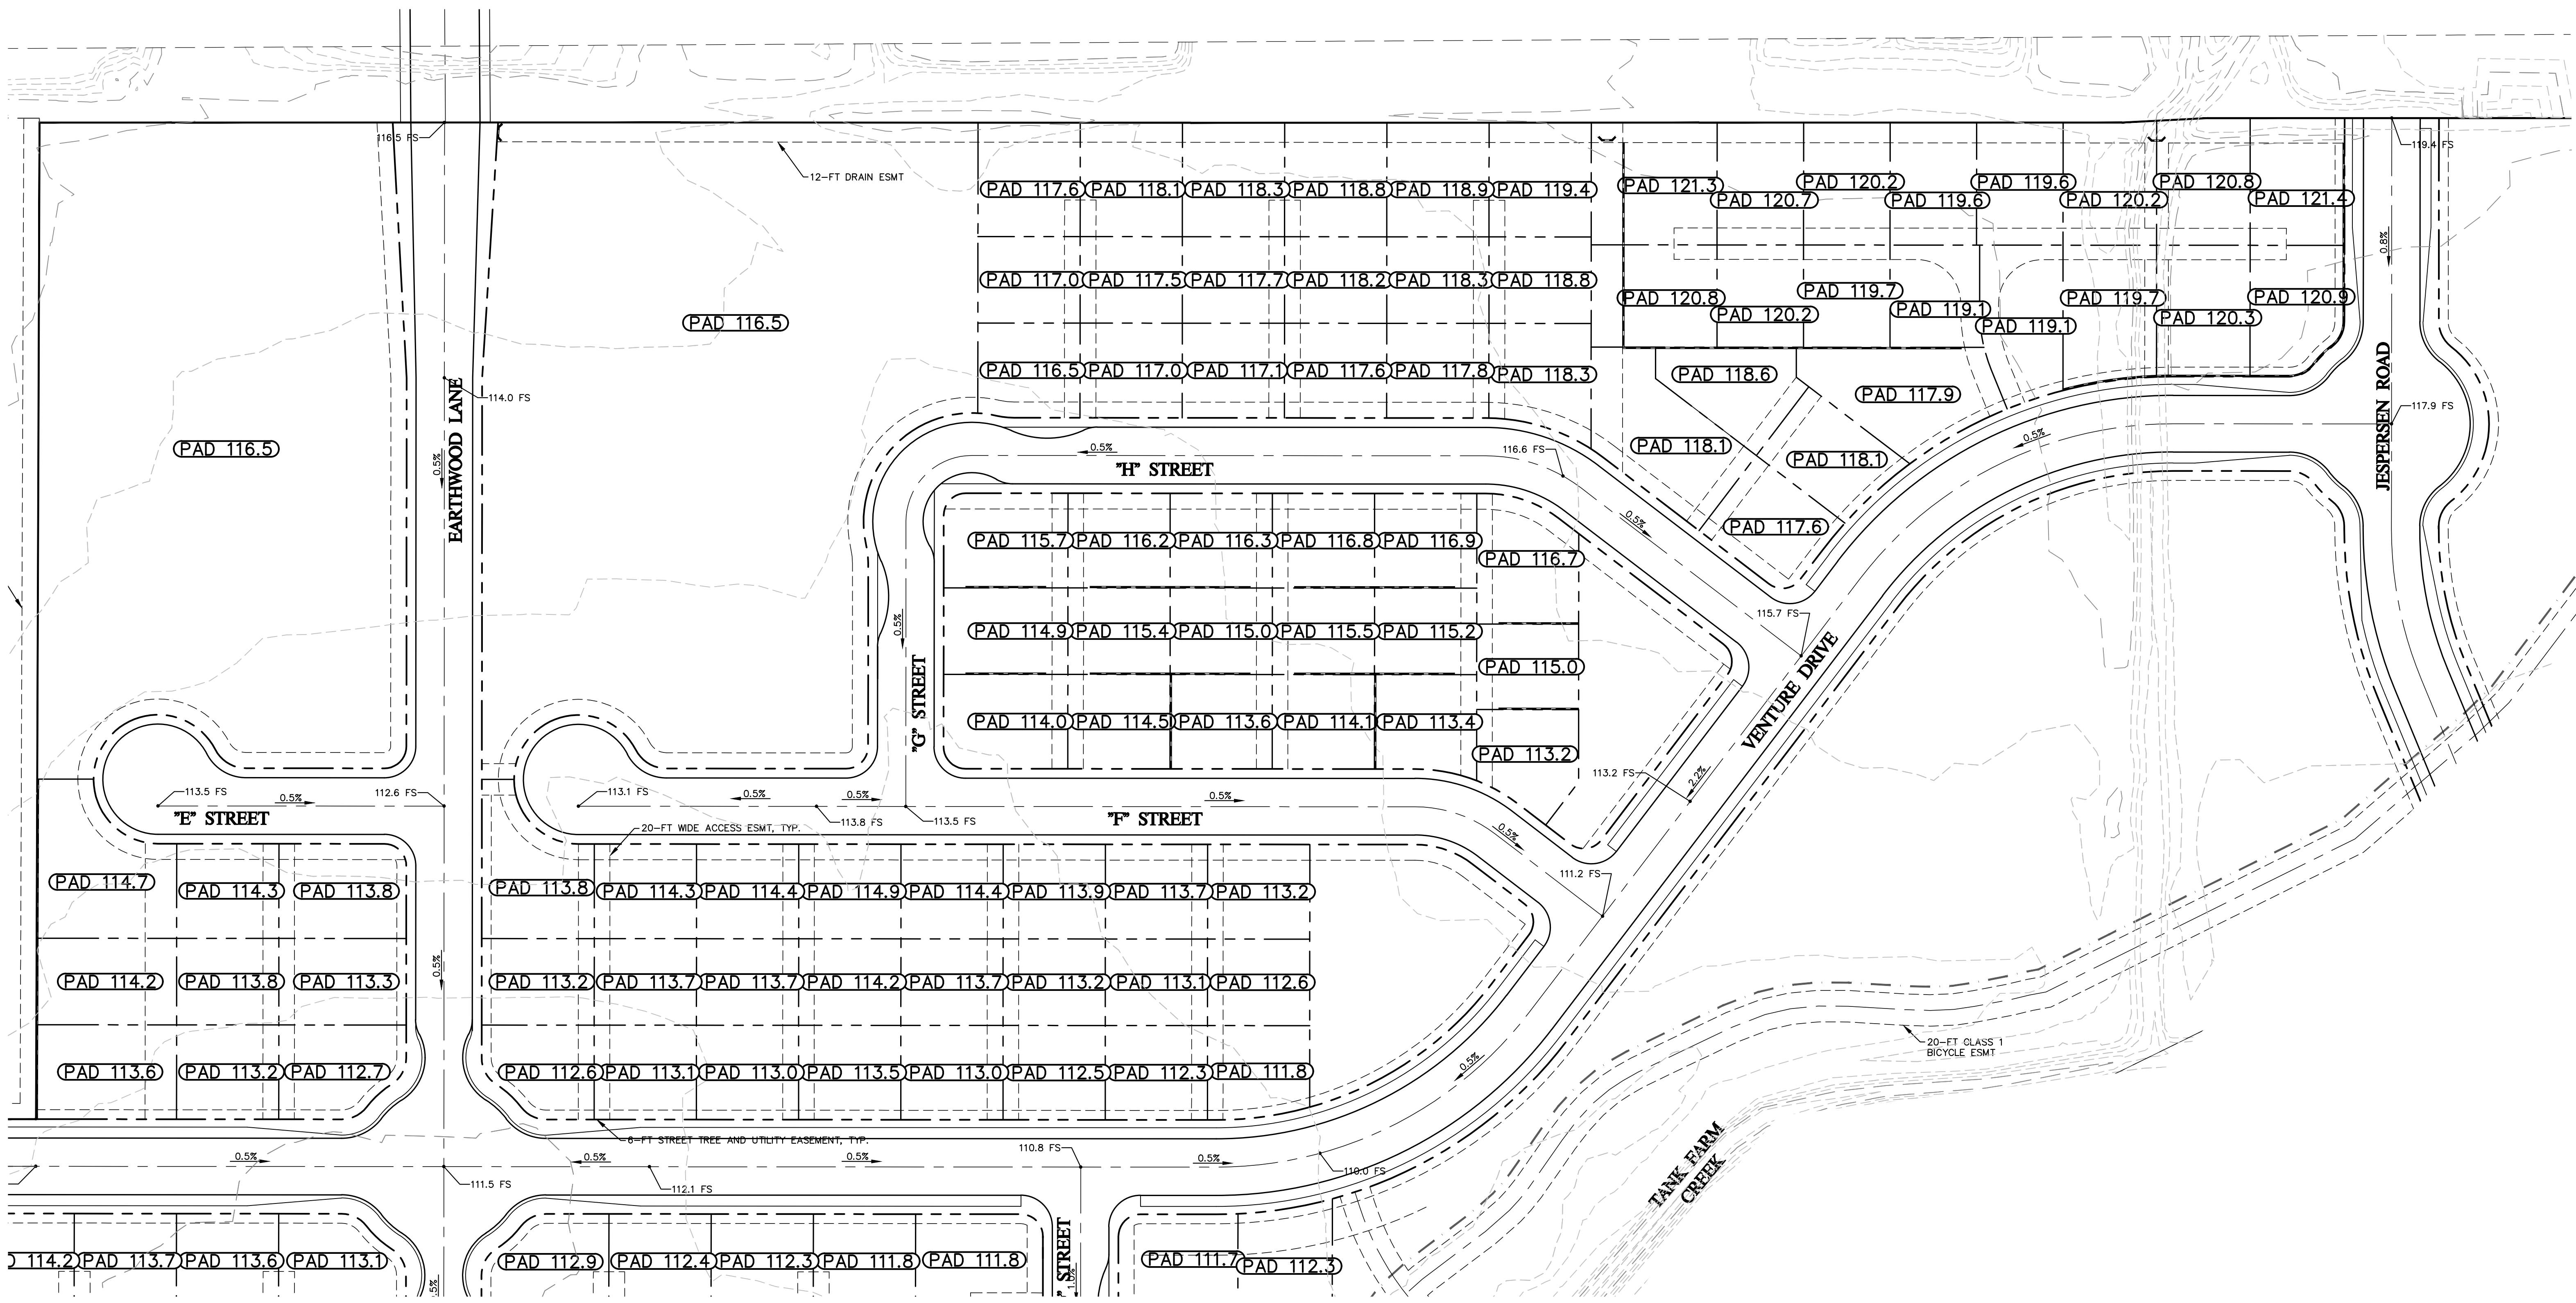 116.5 FS
12-FT DRAIN ESMT
119.4 FS
PAD 117.6
PAD 118.1
PAD 118.3
PAD 118.8
PAD 118.9
PAD 119.4
PAD 121.3
PAD 120.7
PAD 120.2
PAD 119.6
PAD 119.6
PAD 120.2
PAD 120.8
PAD 121.4
0.8%
PAD 117.0
PAD 117.5
PAD 117.7
PAD 118.2
PAD 118.3
PAD 118.8
PAD 120.8
PAD 120.2
PAD 119.7
PAD 119.1
PAD 119.1
PAD 119.7
PAD 120.3
PAD 120.9
PAD 116.5
PAD 116.5
PAD 117.0
PAD 117.1
PAD 117.6
PAD 117.8
PAD 118.3
PAD 118.6
PAD 117.9
JESPERSEN ROAD
117.9 FS
114.0 FS
EARTHWOOD LANE
0.5%
PAD 116.5
0.5%
"H" STREET
116.6 FS
PAD 118.1
PAD 118.1
0.5%
0.5%
PAD 117.6
PAD 115.7
PAD 116.2
PAD 116.3
PAD 116.8
PAD 116.9
PAD 116.7
115.7 FS
0.5%
PAD 114.9
PAD 115.4
PAD 115.0
PAD 115.5
PAD 115.2
PAD 115.0
VENTURE DRIVE
"G" STREET
PAD 114.0
PAD 114.5
PAD 113.6
PAD 114.1
PAD 113.4
PAD 113.2
113.2 FS
2.2%
113.5 FS
0.5%
112.6 FS
113.1 FS
0.5%
0.5%
0.5%
"E" STREET
113.8 FS
113.5 FS
"F" STREET
0.5%
20-FT WIDE ACCESS ESMT, TYP.
111.2 FS
PAD 114.7
PAD 114.3
PAD 113.8
PAD 113.8
PAD 114.3
PAD 114.4
PAD 114.9
PAD 114.4
PAD 113.9
PAD 113.7
PAD 113.2
0.5%
PAD 114.2
PAD 113.8
PAD 113.3
PAD 113.2
PAD 113.7
PAD 113.7
PAD 114.2
PAD 113.7
PAD 113.2
PAD 113.1
PAD 112.6
20-FT CLASS 1
BICYCLE ESMT
PAD 113.6
PAD 113.2
PAD 112.7
PAD 112.6
PAD 113.1
PAD 113.0
PAD 113.5
PAD 113.0
PAD 112.5
PAD 112.3
PAD 111.8
0.5%
6-FT STREET TREE AND UTILITY EASEMENT, TYP.
110.8 FS
0.5%
0.5%
0.5%
0.5%
110.0 FS
111.5 FS
112.1 FS
TANK FARM
CREEK
114.2
PAD 113.7
PAD 113.6
PAD 113.1
PAD 112.9
PAD 112.4
PAD 112.3
PAD 111.8
PAD 111.8
STREET
1.0%
PAD 111.7
PAD 112.3
.5%